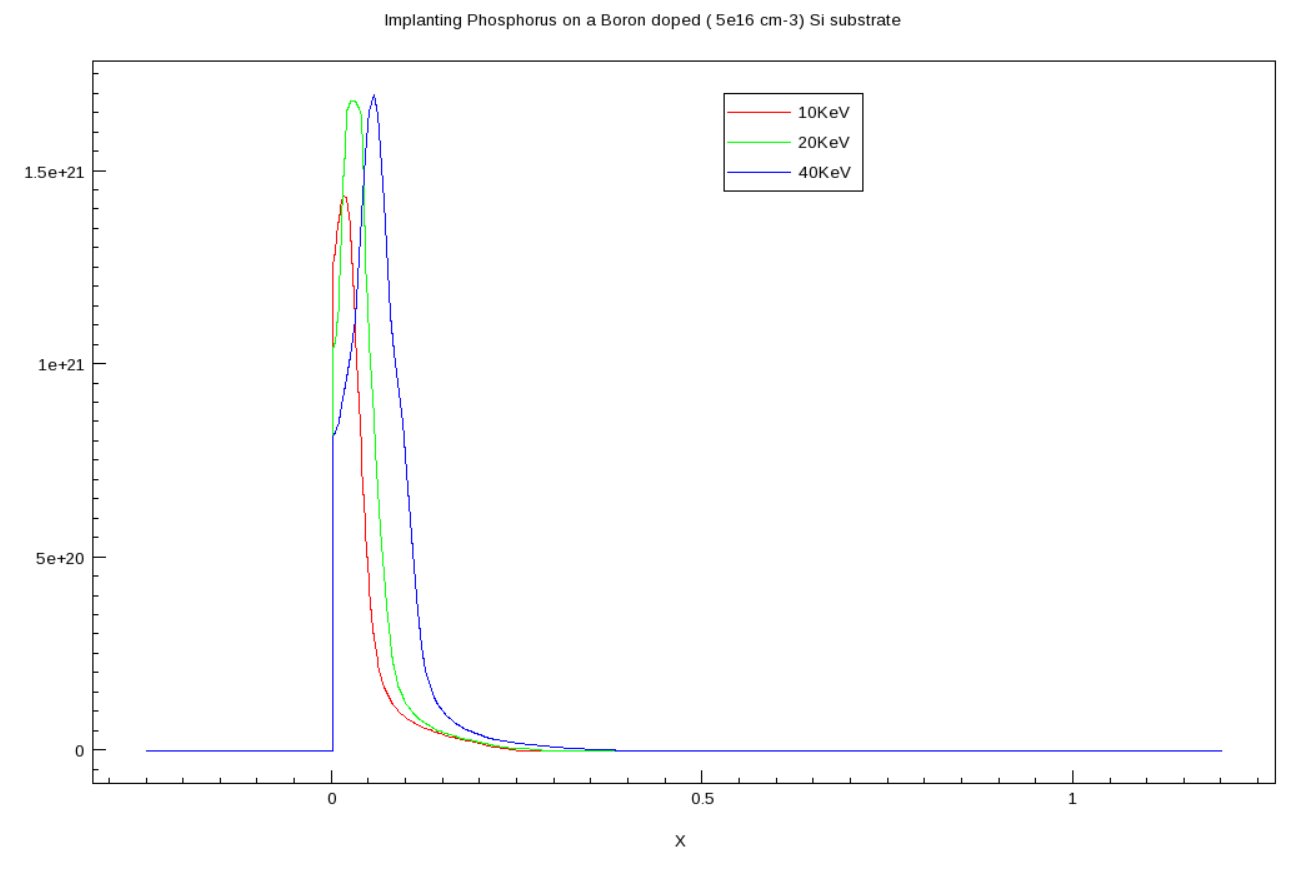 Implanting Phosphorus on a Boron doped ( 5e16 cm-3) Si substrate
10KeV
20KeV
40KeV
1.5e+21
1e+21
5e+20
0
0 0.5 1
X